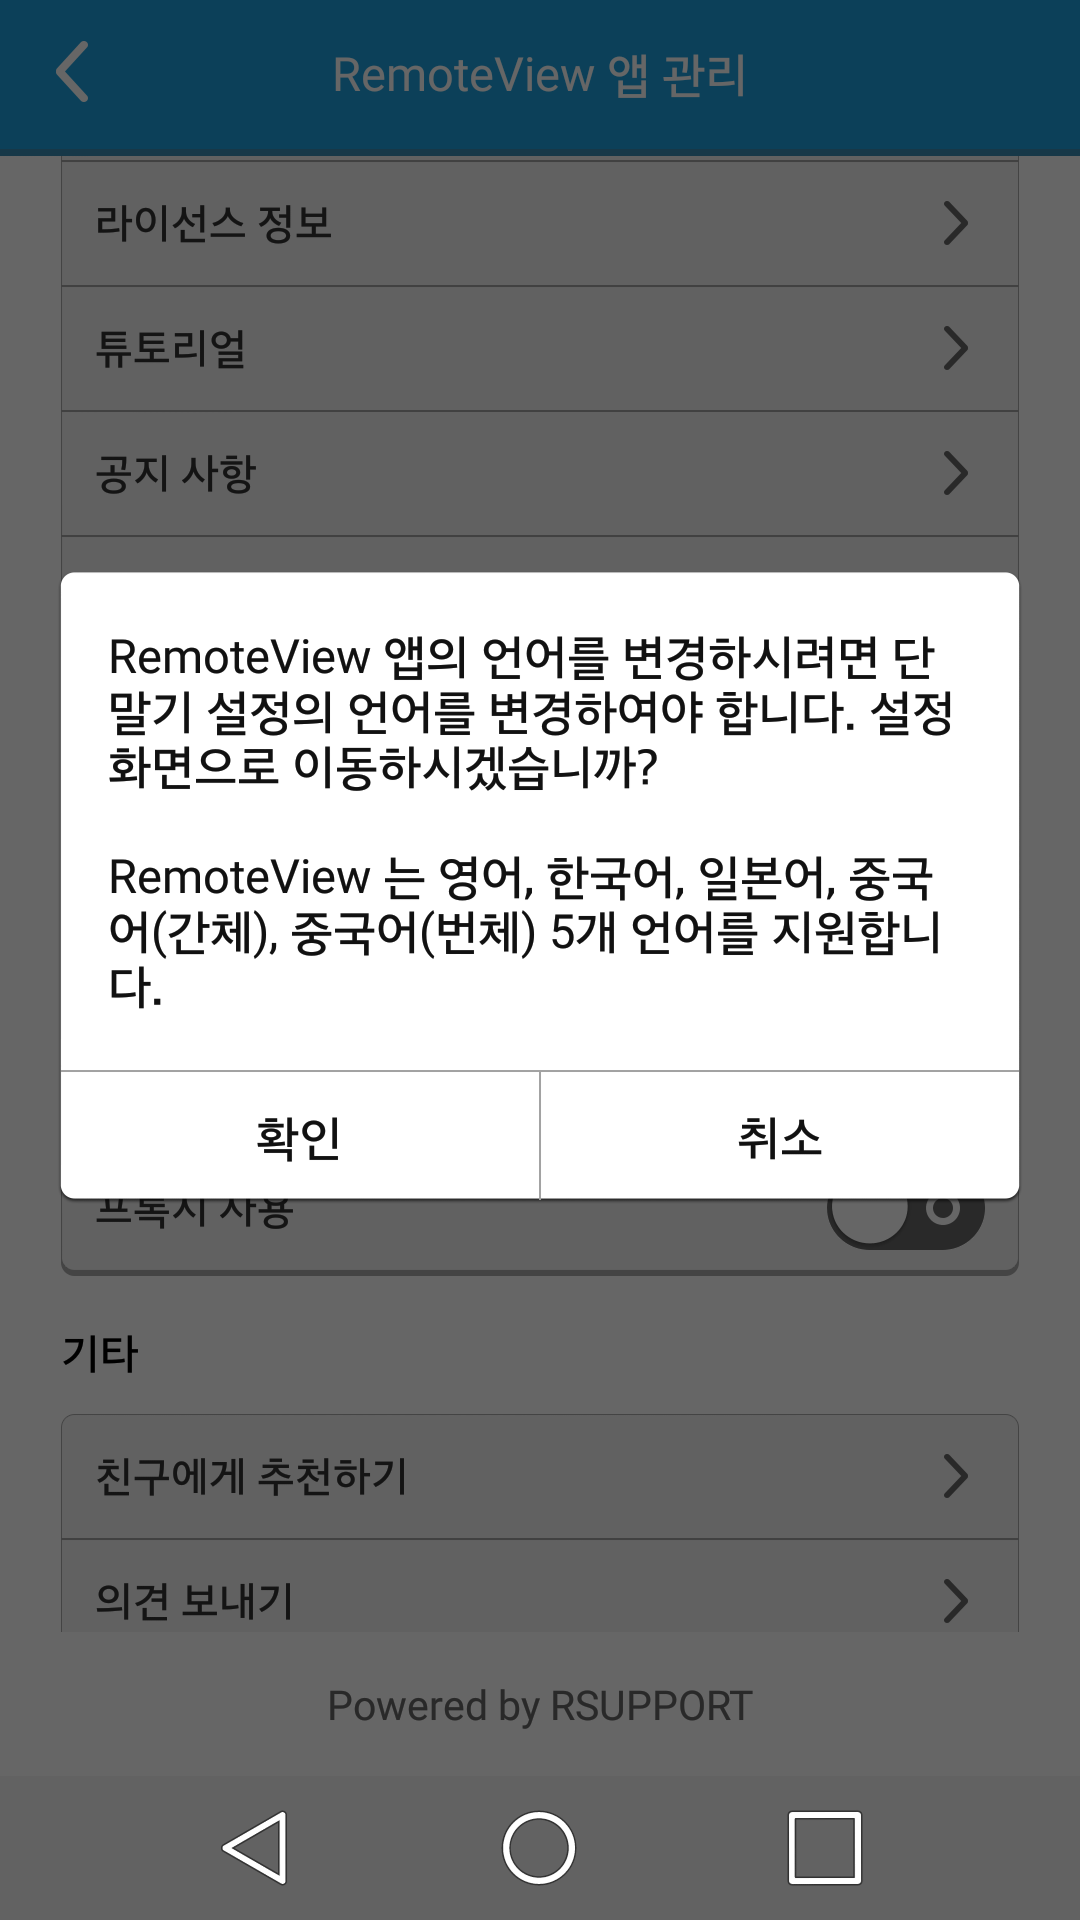 RemoteView 앱 관리
라이선스 정보
튜토리얼
공지 사항
RemoteView 앱의 언어를 변경하시려면 단
말기 설정의 언어를 변경하여야 합니다. 설정
화면으로 이동하시겠습니까?
RemoteView 는 영어, 한국어, 일본어, 중국
어(간체), 중국어(번체) 5개 언어를 지원합니
다.
확인
취소
프록시 사용
기타
친구에게 추천하기
의견 보내기
Powered by RSUPPORT